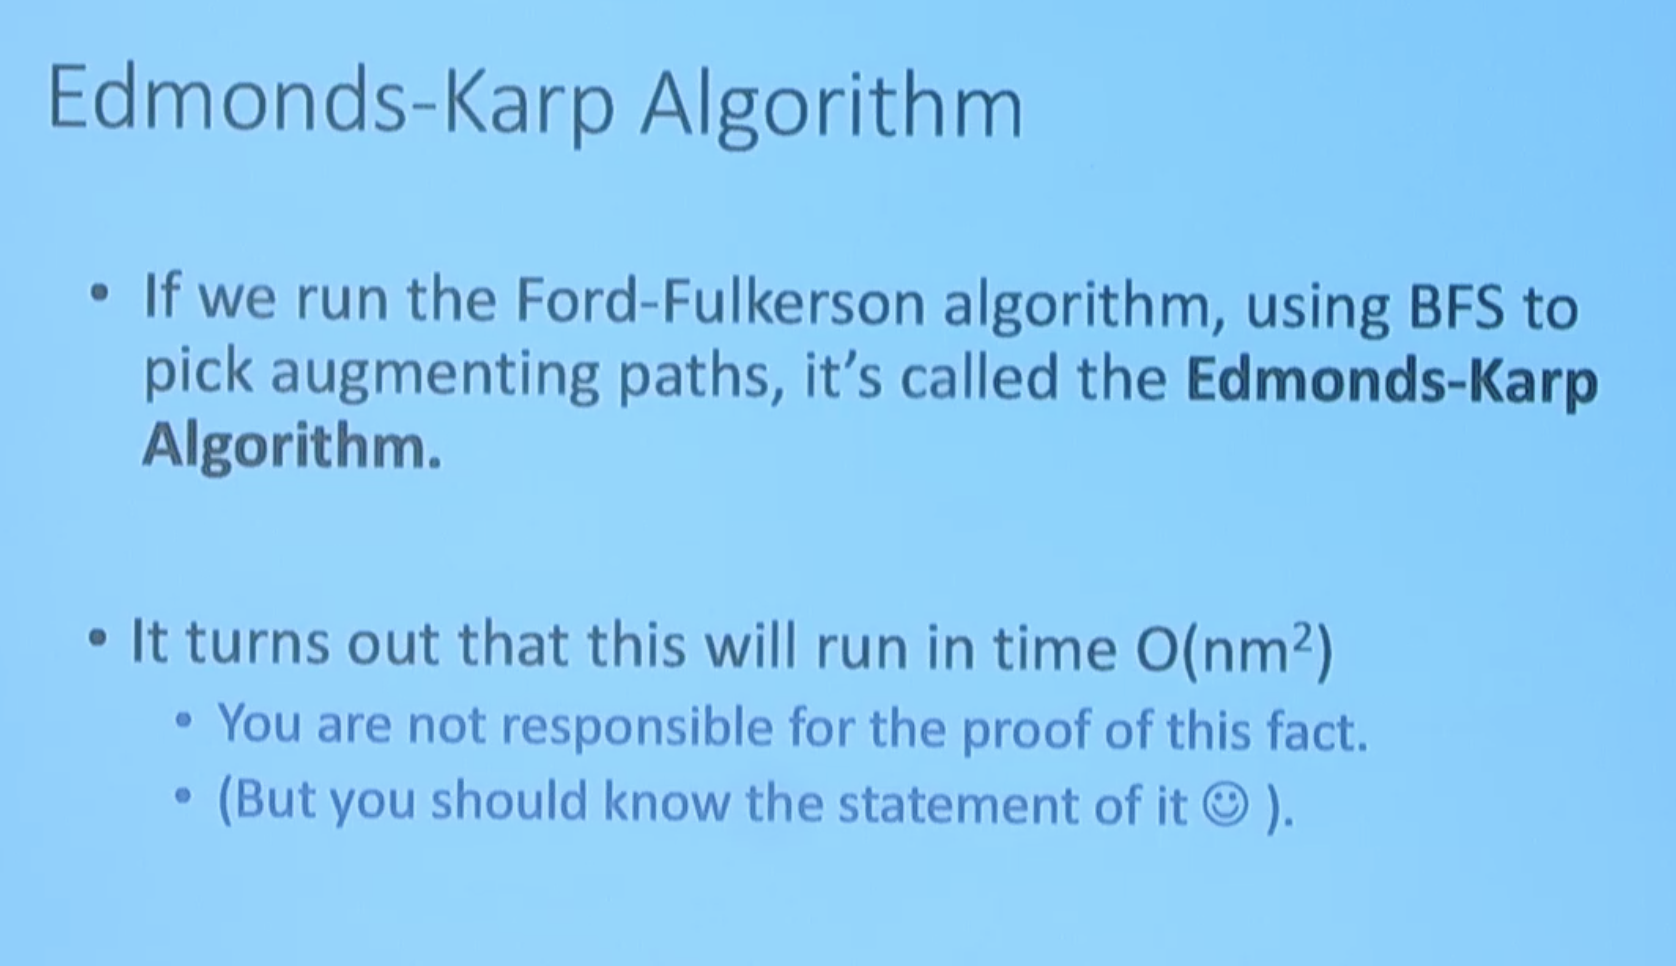 Edmonds-Karp Algorithm
• If we run the Ford-Fulkerson algorithm, using BFS to
pick augmenting paths, it’s called the Edmonds-Karp
Algorithm.
• It turns out that this will run in time O(nm²)
• You are not responsible for the proof of this fact.
• (But you should know the statement of it ☺ ).